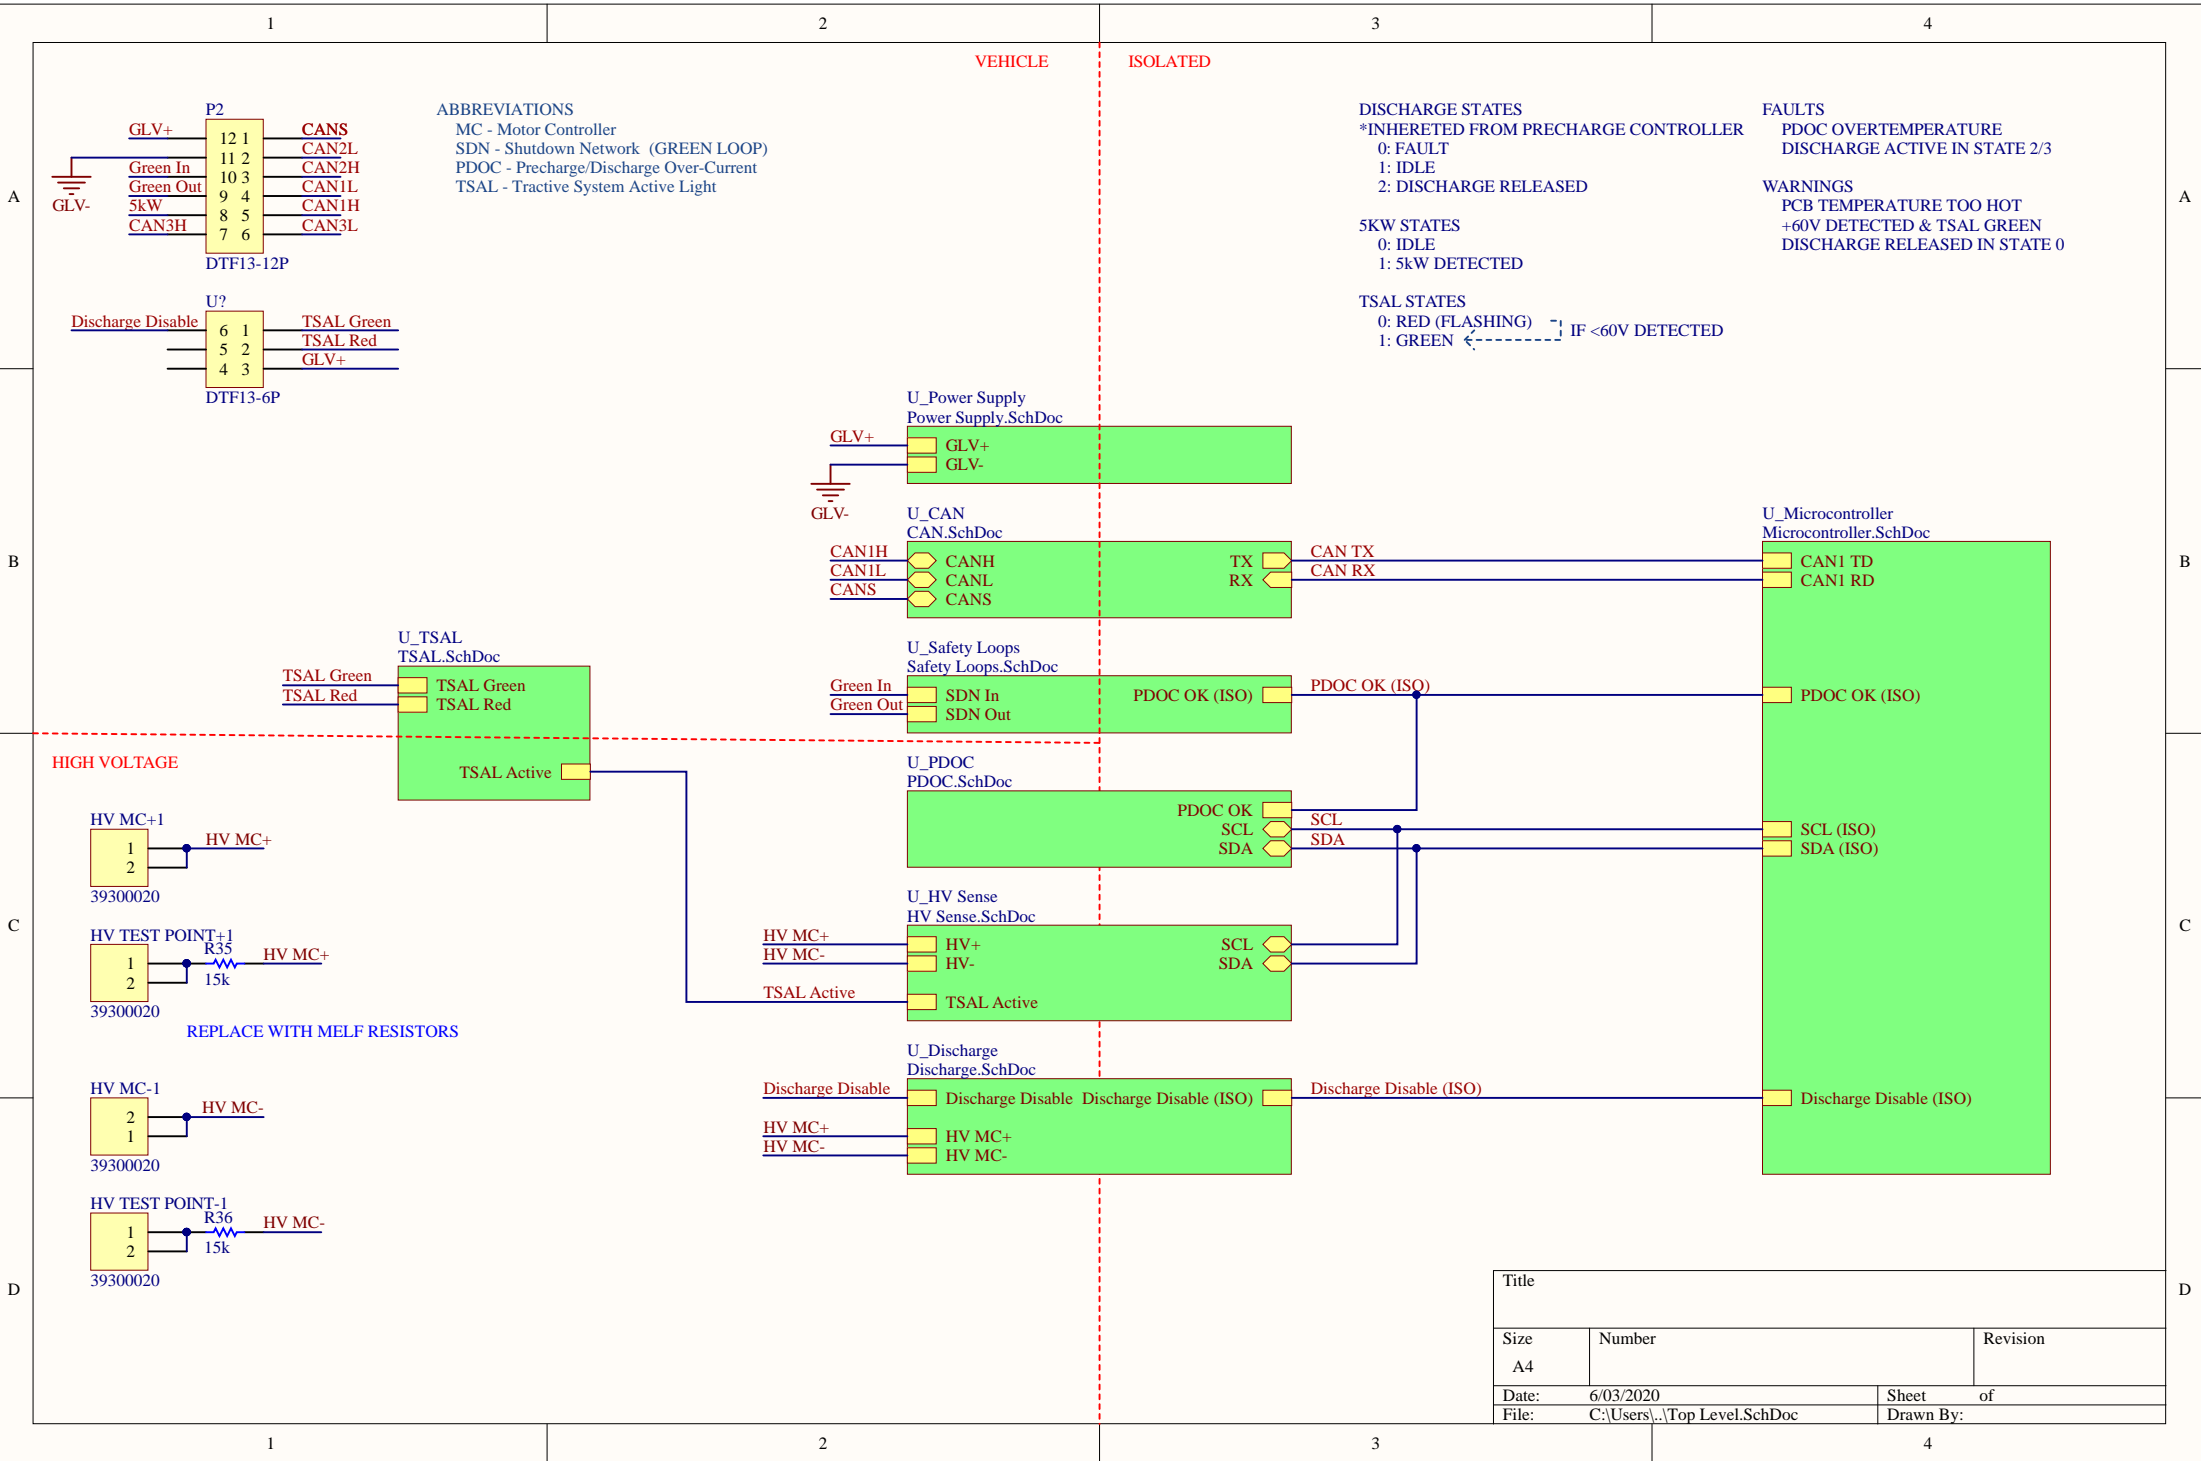 1 2 3 4
VEHICLE ISOLATED
P2
GLV+ 12 1 CANS
11 2 CAN2L
Green In 10 3 CAN2H
Green Out 9 4 CAN1L
5kW 8 5 CAN1H
CAN3H 7 6 CAN3L
GLV-
DTF13-12P
ABBREVIATIONS
MC - Motor Controller
SDN - Shutdown Network (GREEN LOOP)
PDOC - Precharge/Discharge Over-Current
TSAL - Tractive System Active Light
DISCHARGE STATES
*INHERETED FROM PRECHARGE CONTROLLER
0: FAULT
1: IDLE
2: DISCHARGE RELEASED
5KW STATES
0: IDLE
1: 5kW DETECTED
TSAL STATES
0: RED (FLASHING)
1: GREEN
IF <60V DETECTED
FAULTS
PDOC OVERTEMPERATURE
DISCHARGE ACTIVE IN STATE 2/3
WARNINGS
PCB TEMPERATURE TOO HOT
+60V DETECTED & TSAL GREEN
DISCHARGE RELEASED IN STATE 0
A A
U?
Discharge Disable 6 1 TSAL Green
5 2 TSAL Red
4 3 GLV+
DTF13-6P
U_Power Supply
Power Supply.SchDoc
GLV+ GLV+
GLV-
GLV-
U_CAN
CAN.SchDoc
CAN1H CANH TX CAN TX
CAN1L CANL RX CAN RX
CANS CANS
U_Microcontroller
Microcontroller.SchDoc
CAN1 TD
CAN1 RD
PDOC OK (ISO)
SCL (ISO)
SDA (ISO)
Discharge Disable (ISO)
B B
U_TSAL
TSAL.SchDoc
TSAL Green TSAL Green
TSAL Red TSAL Red
TSAL Active
U_Safety Loops
Safety Loops.SchDoc
Green In SDN In PDOC OK (ISO) PDOC OK (ISO)
Green Out SDN Out
HIGH VOLTAGE
U_PDOC
PDOC.SchDoc
PDOC OK
SCL SCL
SDA SDA
HV MC+1
1 HV MC+
2
39300020
HV TEST POINT+1
R35
1 HV MC+
2 15k
39300020
REPLACE WITH MELF RESISTORS
C C
U_HV Sense
HV Sense.SchDoc
HV MC+ HV+ SCL
HV MC- HV- SDA
TSAL Active TSAL Active
U_Discharge
Discharge.SchDoc
Discharge Disable Discharge Disable Discharge Disable (ISO) Discharge Disable (ISO)
HV MC+ HV MC+
HV MC- HV MC-
HV MC-1
2 HV MC-
1
39300020
HV TEST POINT-1
R36
1 HV MC-
2 15k
39300020
D D
Title
Size Number Revision
A4
Date: 6/03/2020 Sheet of
File: C:\Users\..\Top Level.SchDoc Drawn By:
1 2 3 4